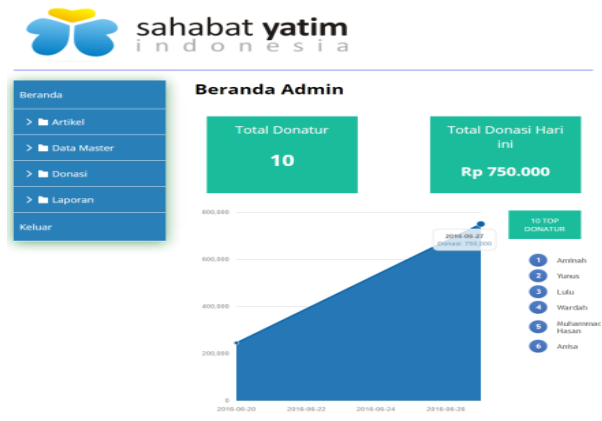 sahabat yatim
indonesia
Beranda
Artikel
Data Master
Donasi
Laporan
Keluar
Beranda Admin
Total Donatur
10
Total Donasi Hari
ini
Rp 750.000
800,000
600,000
400,000
200,000
0
2016-06-20
2016-06-22
2016-06-24
2016-06-26
2016-06-27
Donasi: 750,000
10 TOP
DONATUR
1 Aminah
2 Yunus
3 Lulu
4 Wardah
5 Muhammad
Hasan
6 Anisa